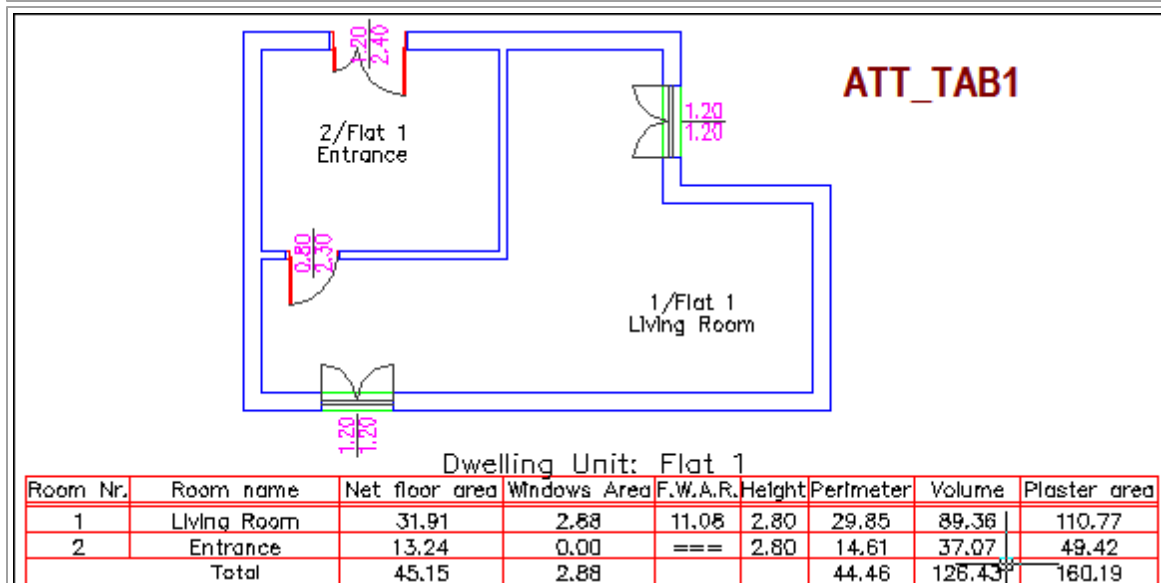 1.20
2.40
ATT_TAB1
1.20
1.20
2/Flat 1
Entrance
0.80
2.30
1/Flat 1
Living Room
1.20
1.20
Dwelling Unit: Flat 1
Room Nr. Room name Net floor area Windows Area F.W.A.R. Height Perimeter Volume Plaster area
1 Living Room 31.91 2.88 11.08 2.80 29.85 89.36 110.77
2 Entrance 13.24 0.00 === 2.80 14.61 37.07 49.42
Total 45.15 2.88 44.46 126.43 160.19